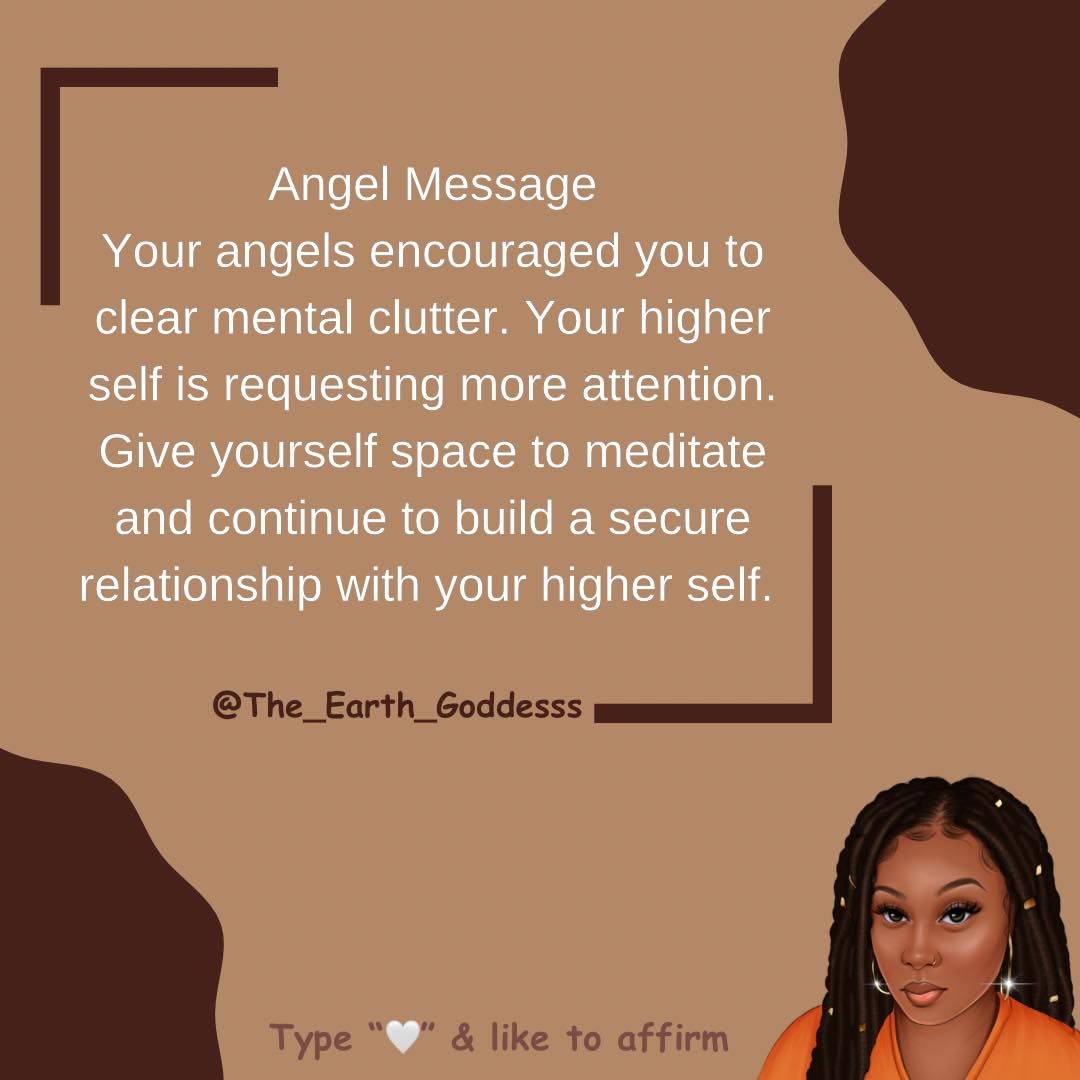 Angel Message
Your angels encouraged you to
clear mental clutter. Your higher
self is requesting more attention.
Give yourself space to meditate
and continue to build a secure
relationship with your higher self.
@The_Earth_Goddesss
Type “🤍” & like to affirm